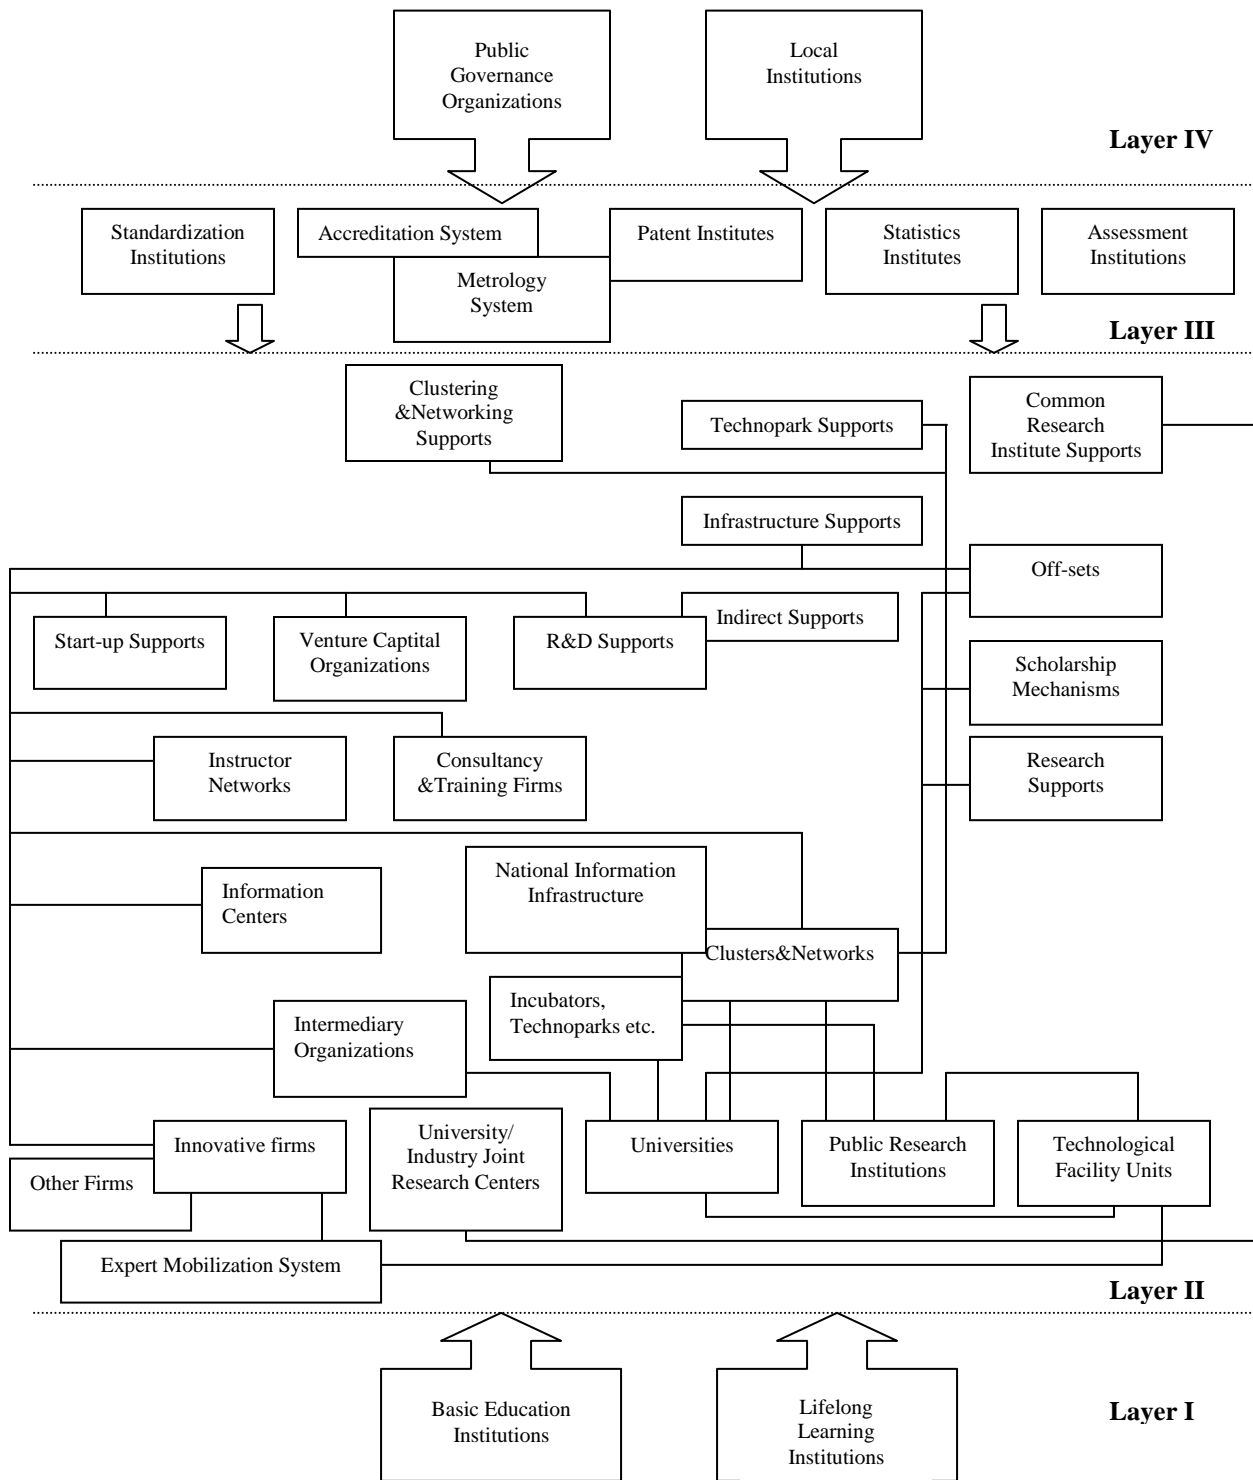 Public
Governance
Organizations
Local
Institutions
Layer IV
Standardization
Institutions
Accreditation System
Metrology
System
Patent Institutes
Statistics
Institutes
Assessment
Institutions
Layer III
Clustering
&Networking
Supports
Technopark Supports
Common
Research
Institute Supports
Infrastructure Supports
Off-sets
Start-up Supports
Venture Captital
Organizations
R&D Supports
Indirect Supports
Scholarship
Mechanisms
Instructor
Networks
Consultancy
&Training Firms
Research
Supports
Information
Centers
National Information
Infrastructure
Clusters&Networks
Incubators,
Technoparks etc.
Intermediary
Organizations
Innovative firms
Other Firms
University/
Industry Joint
Research Centers
Universities
Public Research
Institutions
Technological
Facility Units
Expert Mobilization System
Layer II
Basic Education
Institutions
Lifelong
Learning
Institutions
Layer I